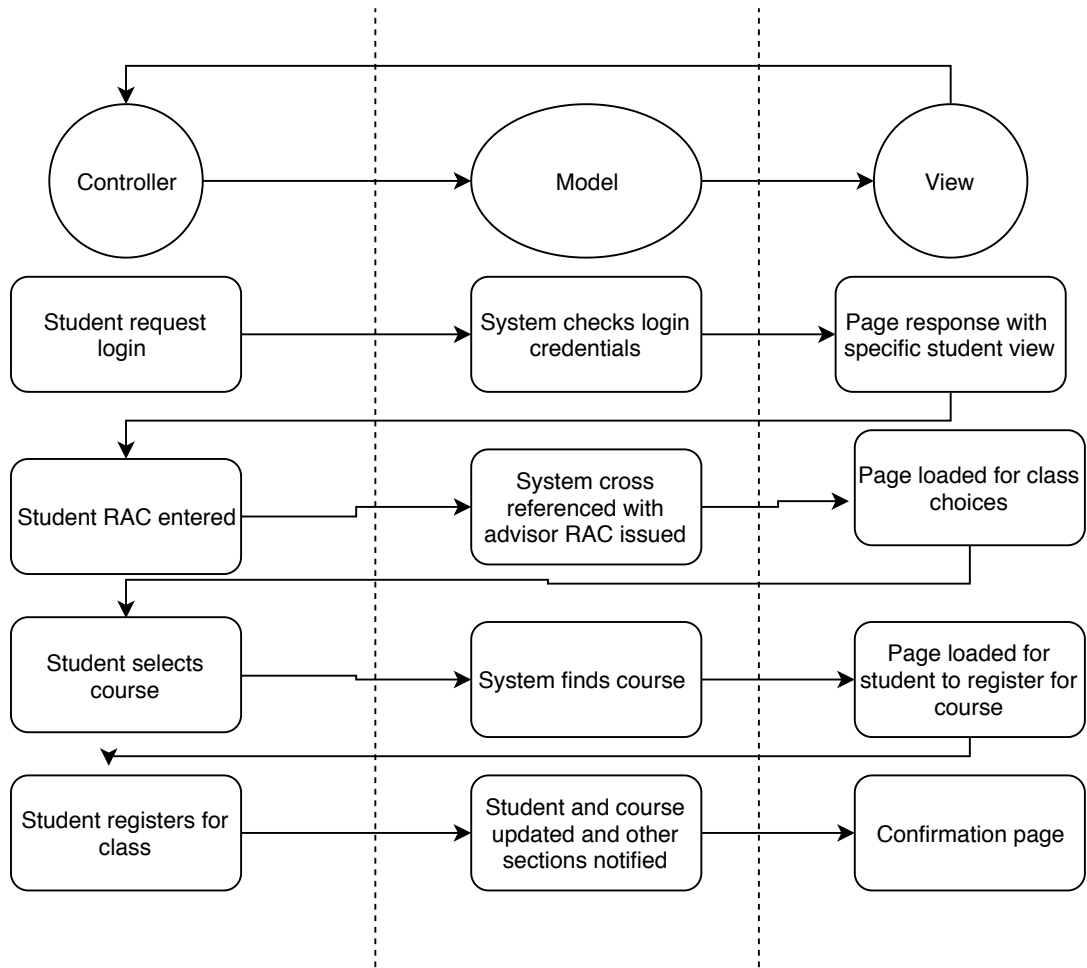 Controller
Model
View
Student request
login
System checks login
credentials
Page response with
specific student view
Student RAC entered
System cross
referenced with
advisor RAC issued
Page loaded for class
choices
Student selects
course
System finds course
Page loaded for
student to register for
course
Student registers for
class
Student and course
updated and other
sections notified
Confirmation page